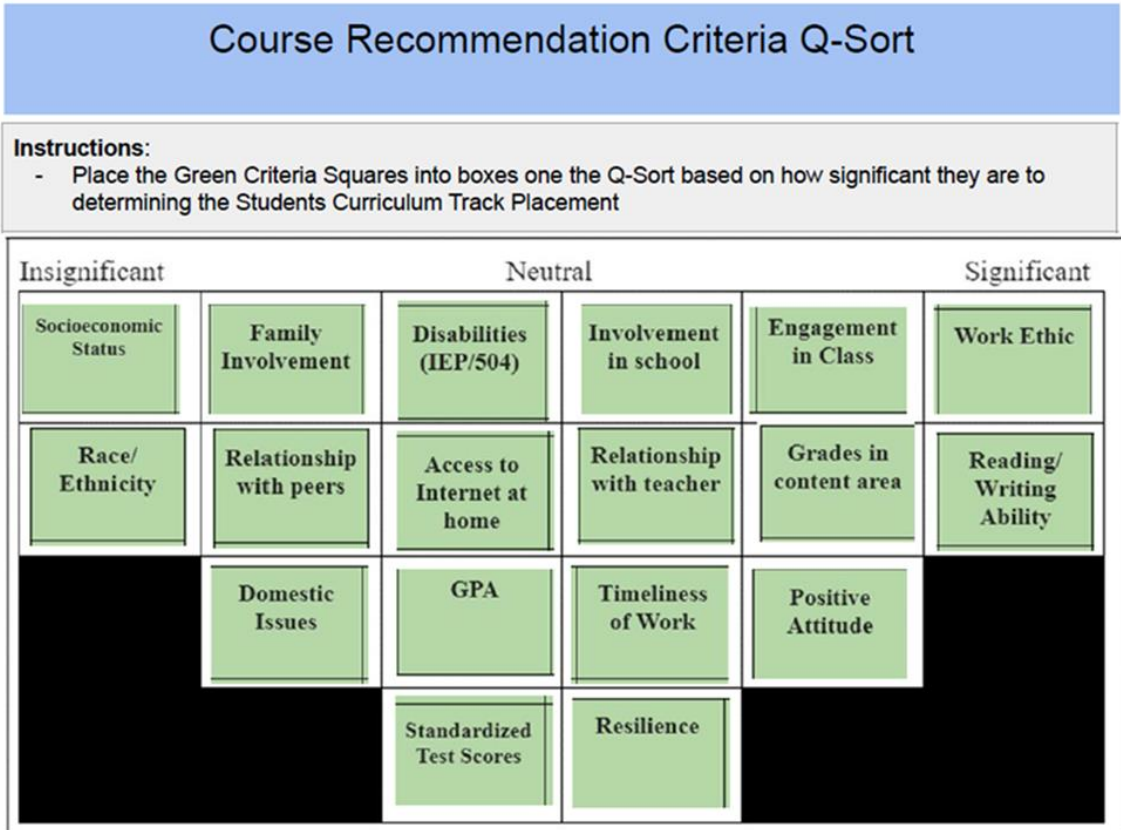 Course Recommendation Criteria Q-Sort
Instructions:
- Place the Green Criteria Squares into boxes one the Q-Sort based on how significant they are to
determining the Students Curriculum Track Placement
Insignificant Neutral Significant
Socioeconomic
Status
Family
Involvement
Disabilities
(IEP/504)
Involvement
in school
Engagement
in Class
Work Ethic
Race/
Ethnicity
Relationship
with peers
Access to
Internet at
home
Relationship
with teacher
Grades in
content area
Reading/
Writing
Ability
Domestic
Issues
GPA
Timeliness
of Work
Positive
Attitude
Standardized
Test Scores
Resilience